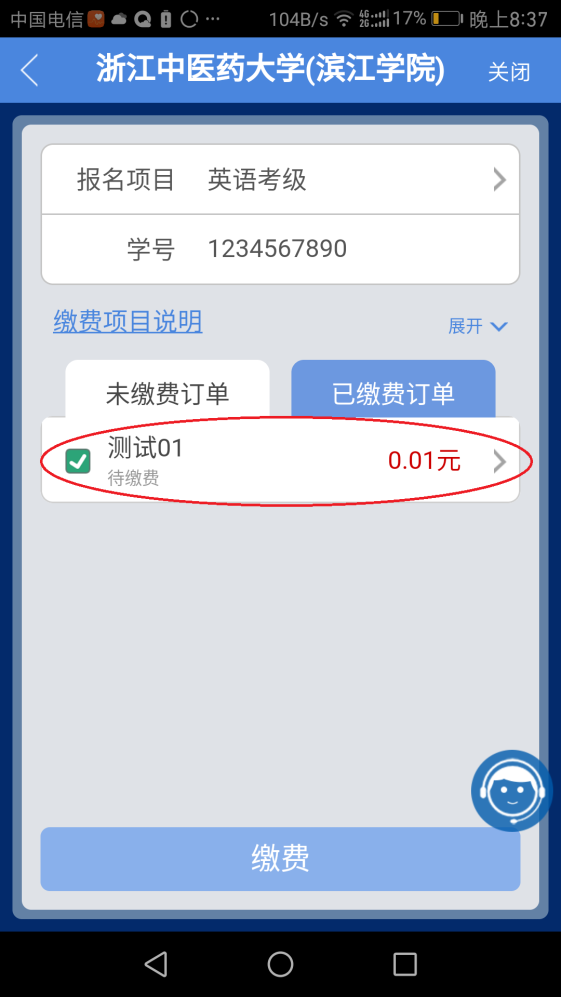 中国电信 ... 104B/s 4G 2G 17% 晚上8:37
浙江中医药大学(滨江学院) 关闭
报名项目 英语考级
学号 1234567890
缴费项目说明 展开
未缴费订单 已缴费订单
测试01 0.01元
待缴费
缴费